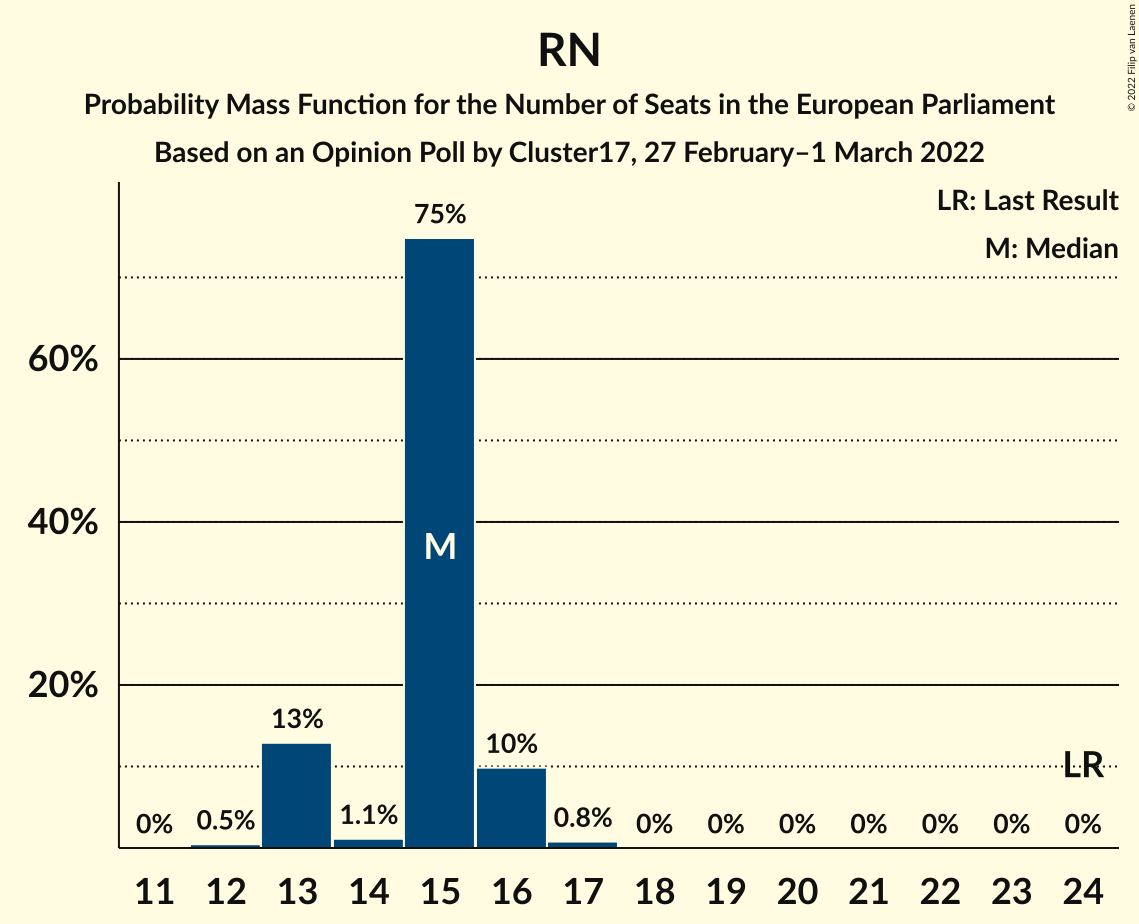 RN
Probability Mass Function for the Number of Seats in the European Parliament
Based on an Opinion Poll by Cluster17, 27 February–1 March 2022
© 2022 Filip van Laenen
LR: Last Result
M: Median
75%
60%
40%
M
20%
13%
10%
LR
0% 0.5% 1.1% 0.8% 0% 0% 0% 0% 0% 0% 0%
11 12 13 14 15 16 17 18 19 20 21 22 23 24